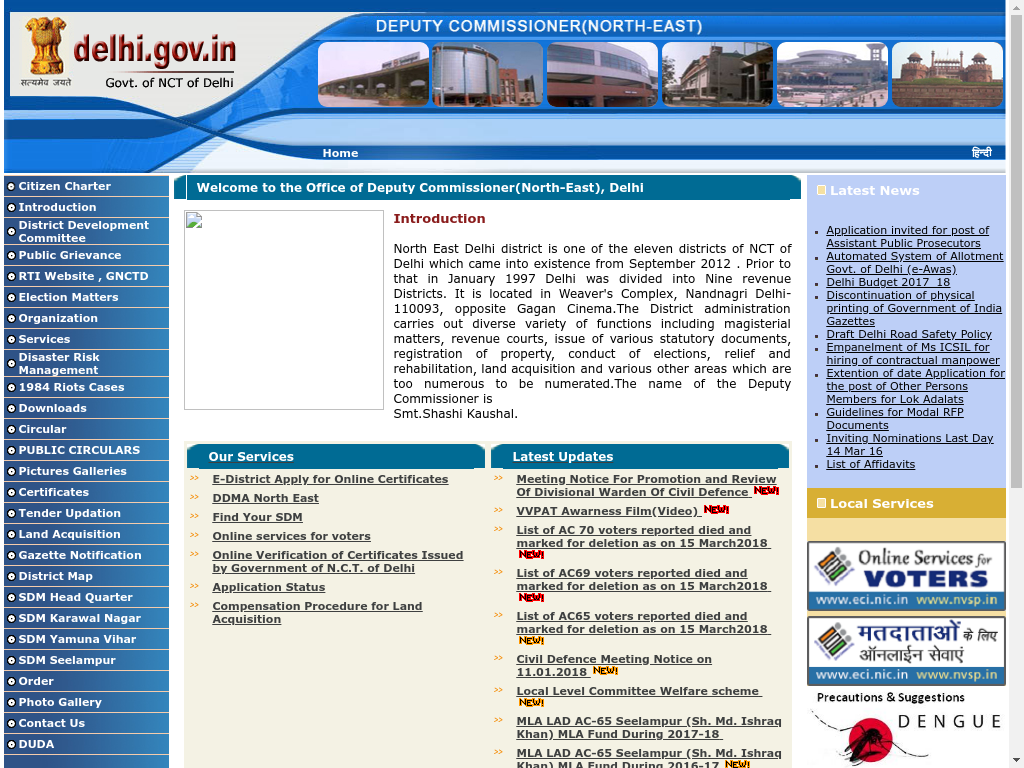 DEPUTY COMMISSIONER(NORTH-EAST)
delhi.gov.in
सत्यमेव जयते
Govt. of NCT of Delhi
Home
हिन्दी
Citizen Charter
Introduction
District Development
Committee
Public Grievance
RTI Website , GNCTD
Election Matters
Organization
Services
Disaster Risk
Management
1984 Riots Cases
Downloads
Circular
PUBLIC CIRCULARS
Pictures Galleries
Certificates
Tender Updation
Land Acquisition
Gazette Notification
District Map
SDM Head Quarter
SDM Karawal Nagar
SDM Yamuna Vihar
SDM Seelampur
Order
Photo Gallery
Contact Us
DUDA
Welcome to the Office of Deputy Commissioner(North-East), Delhi
Introduction
North East Delhi district is one of the eleven districts of NCT of
Delhi which came into existence from September 2012 . Prior to
that in January 1997 Delhi was divided into Nine revenue
Districts. It is located in Weaver's Complex, Nandnagri Delhi-
110093, opposite Gagan Cinema.The District administration
carries out diverse variety of functions including magisterial
matters, revenue courts, issue of various statutory documents,
registration of property, conduct of elections, relief and
rehabilitation, land acquisition and various other areas which are
too numerous to be numerated.The name of the Deputy
Commissioner is
Smt.Shashi Kaushal.
Our Services
E-District Apply for Online Certificates
DDMA North East
Find Your SDM
Online services for voters
Online Verification of Certificates Issued
by Government of N.C.T. of Delhi
Application Status
Compensation Procedure for Land
Acquisition
Latest Updates
Meeting Notice For Promotion and Review
Of Divisional Warden Of Civil Defence NEW!
VVPAT Awarness Film(Video) NEW!
List of AC 70 voters reported died and
marked for deletion as on 15 March2018
NEW!
List of AC69 voters reported died and
marked for deletion as on 15 March2018
NEW!
List of AC65 voters reported died and
marked for deletion as on 15 March2018
NEW!
Civil Defence Meeting Notice on
11.01.2018 NEW!
Local Level Committee Welfare scheme
NEW!
MLA LAD AC-65 Seelampur (Sh. Md. Ishraq
Khan) MLA Fund During 2017-18
MLA LAD AC-65 Seelampur (Sh. Md. Ishraq
Khan) MLA Fund During 2016-17 NEW!
Latest News
Application invited for post of
Assistant Public Prosecutors
Automated System of Allotment
Govt. of Delhi (e-Awas)
Delhi Budget 2017_18
Discontinuation of physical
printing of Government of India
Gazettes
Draft Delhi Road Safety Policy
Empanelment of Ms ICSIL for
hiring of contractual manpower
Extention of date Application for
the post of Other Persons
Members for Lok Adalats
Guidelines for Modal RFP
Documents
Inviting Nominations Last Day
14 Mar 16
List of Affidavits
Local Services
Online Services for
VOTERS
www.eci.nic.in www.nvsp.in
मतदाताओं के लिए
ऑनलाईन सेवाएं
www.eci.nic.in www.nvsp.in
Precautions & Suggestions
DENGUE